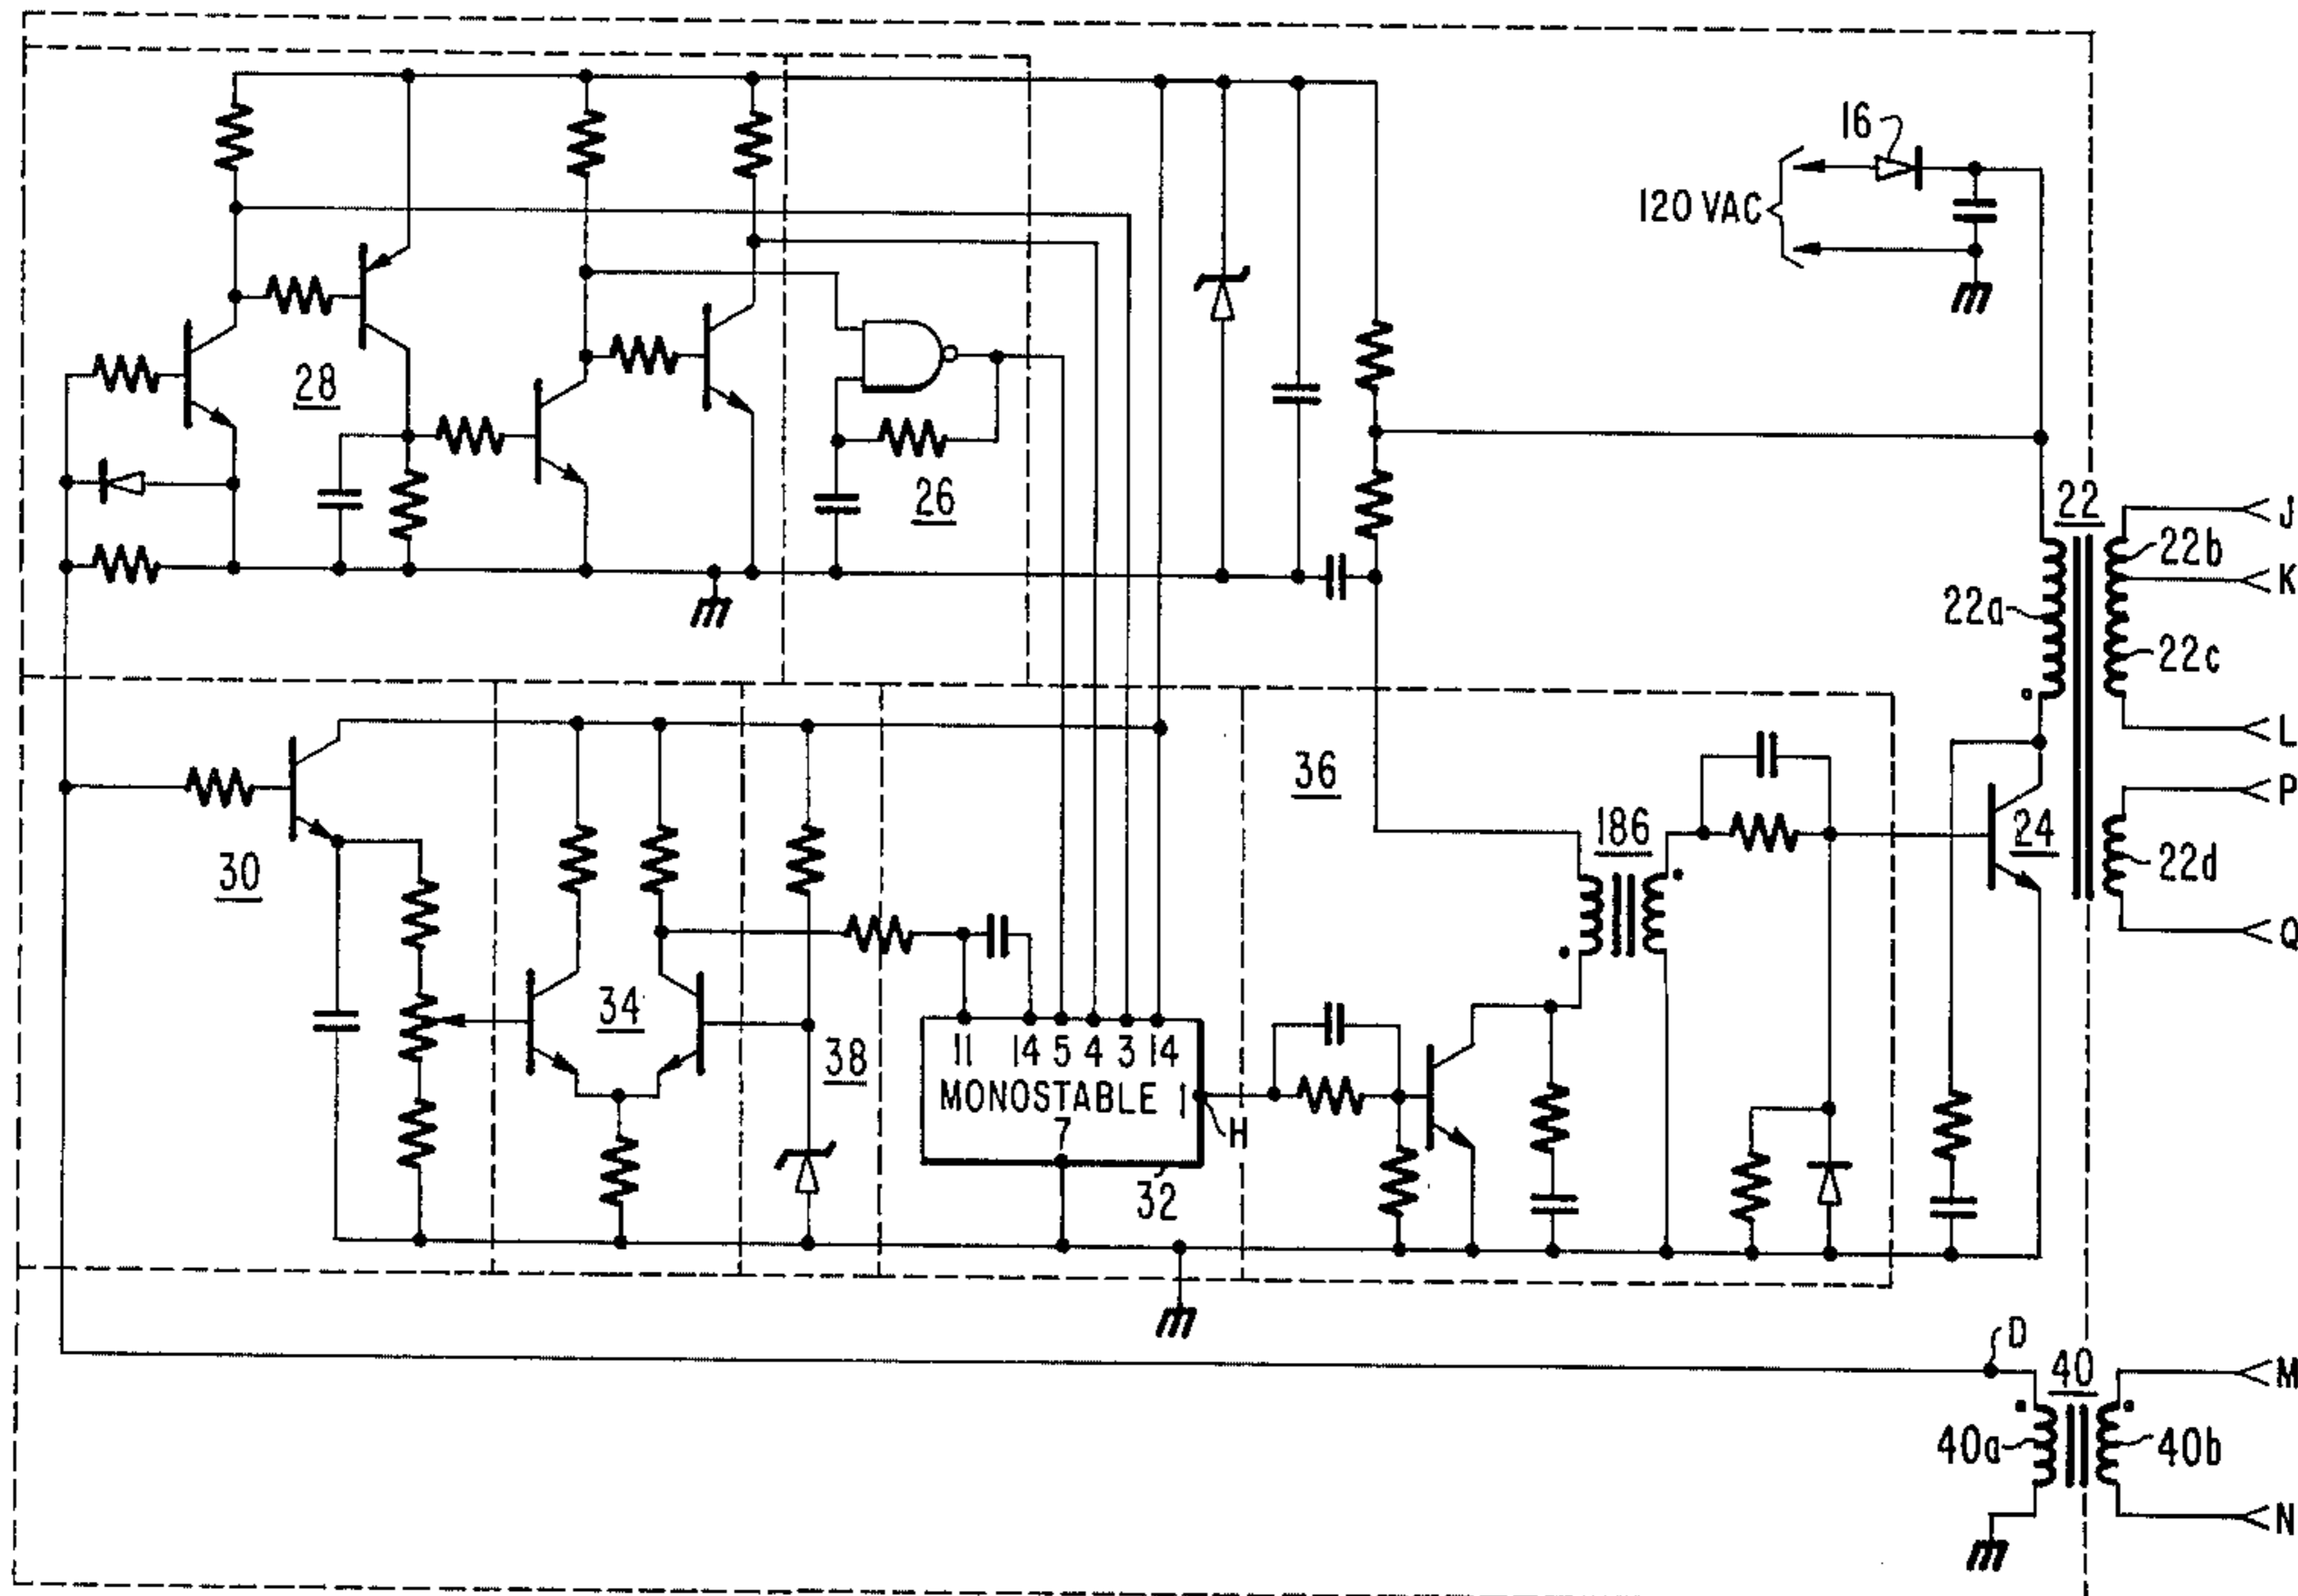 16
120 VAC
28
26
22
J
22b
K
22a
22c
L
36
P
186
24
30
22d
Q
34
38
11 14 5 4 3 14
MONOSTABLE 1
7
H
32
D
40
M
40a
40b
N